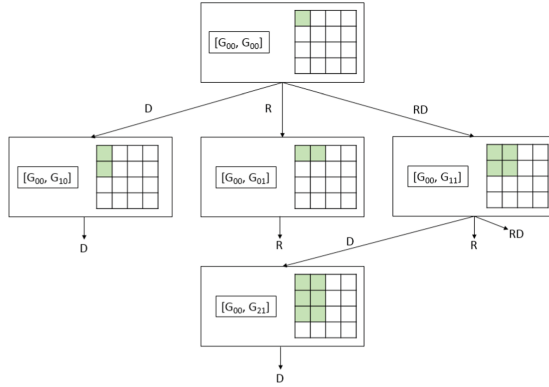 [G₀₀, G₀₀]
D
R
RD
[G₀₀, G₁₀]
[G₀₀, G₀₁]
[G₀₀, G₁₁]
D
R
D
R
RD
[G₀₀, G₂₁]
D